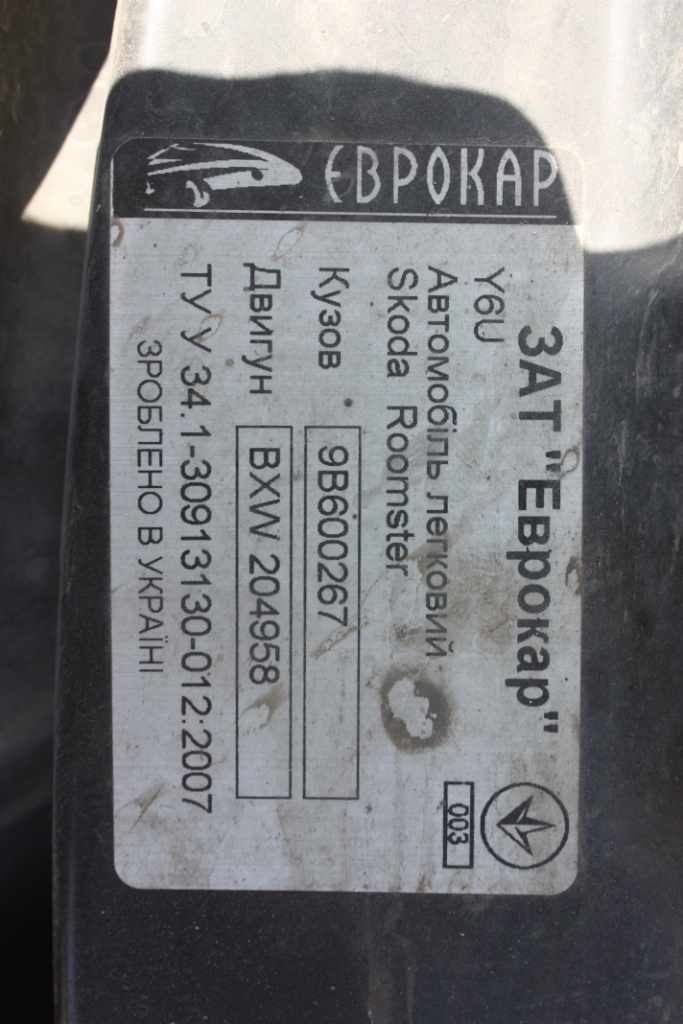 ЄВРОКАР
ЗАТ "Еврокар"
Y6U
003
Автомобіль легковий
Skoda Roomster
Кузов 9B600267
Двигун BXW 204958
ТУ У 34.1-30913130-012:2007
ЗРОБЛЕНО В УКРАЇНІ